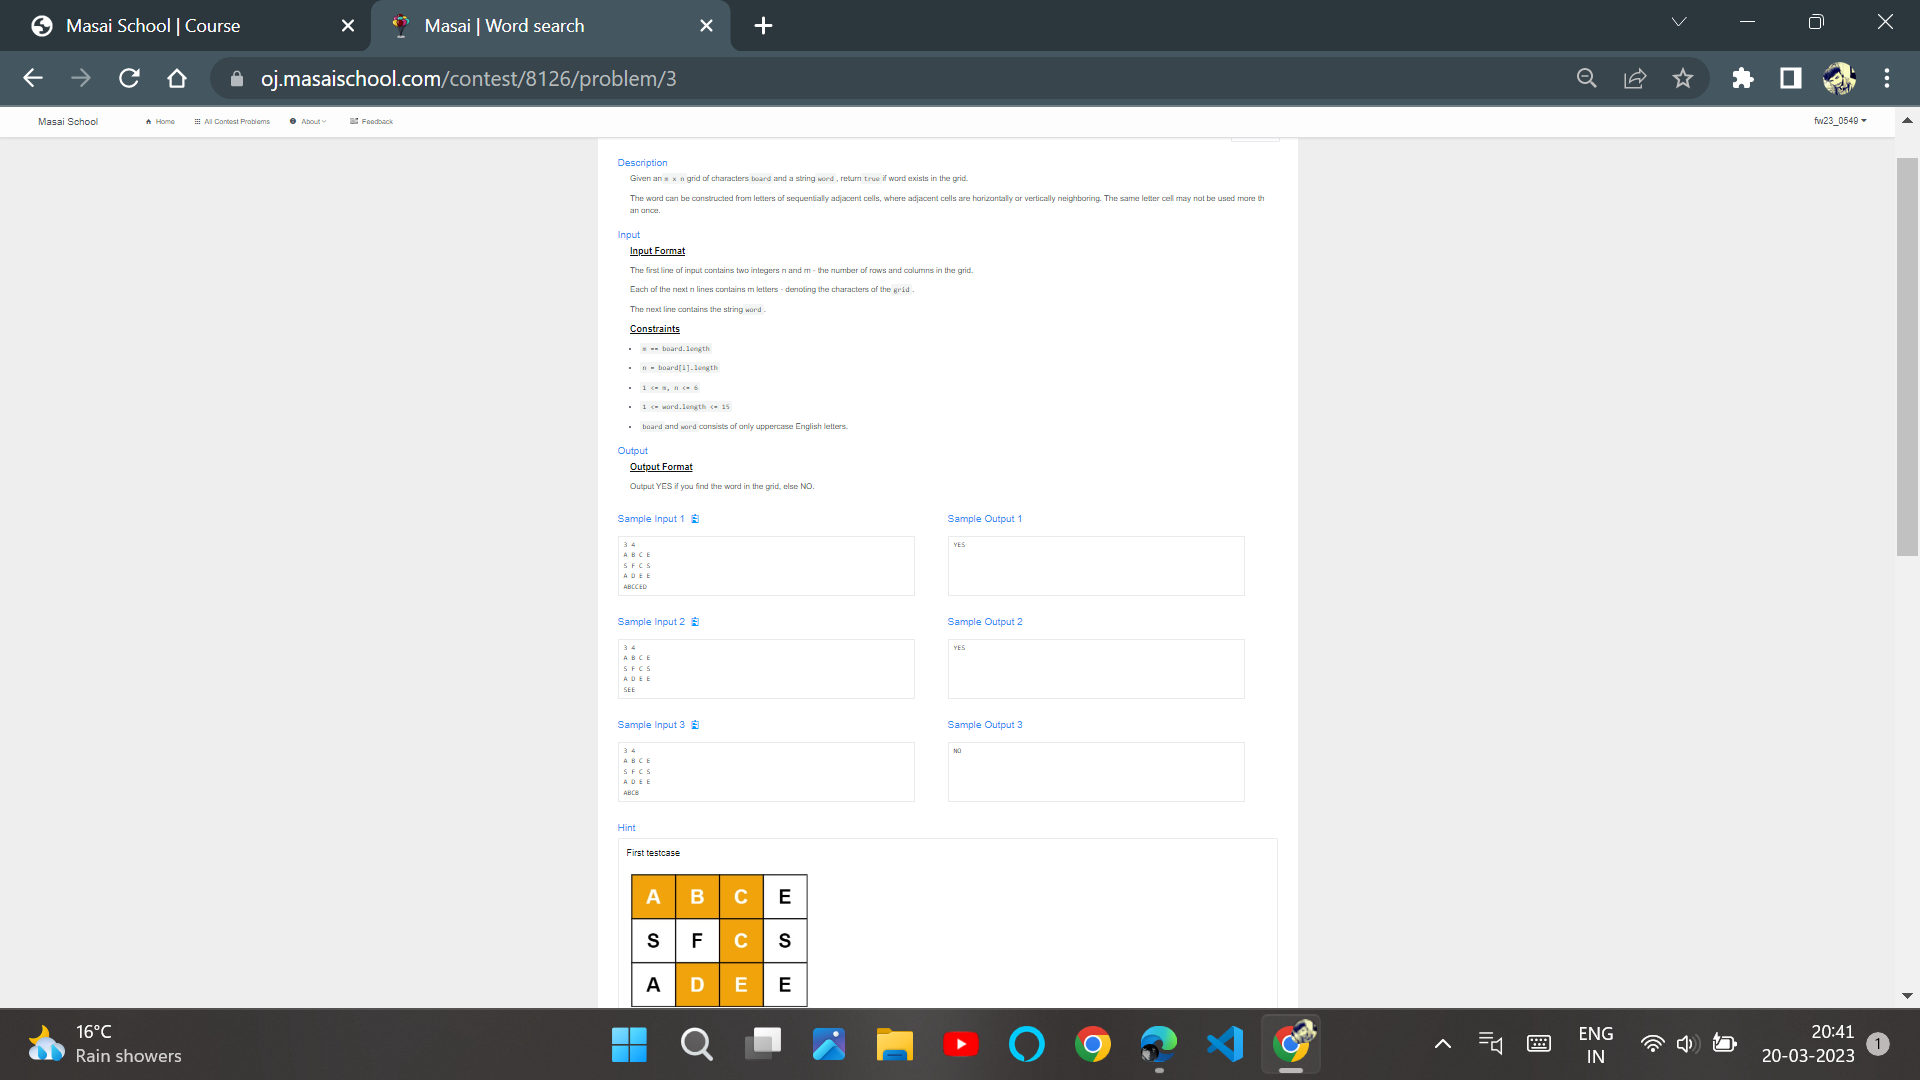 Masai School | Course
Masai | Word search
oj.masaischool.com/contest/8126/problem/3
Masai School
Home
All Contest Problems
About
Feedback
fw23_0549
Description
Given an m x n grid of characters board and a string word , return true if word exists in the grid.
The word can be constructed from letters of sequentially adjacent cells, where adjacent cells are horizontally or vertically neighboring. The same letter cell may not be used more th
an once.
Input
Input Format
The first line of input contains two integers n and m - the number of rows and columns in the grid.
Each of the next n lines contains m letters - denoting the characters of the grid .
The next line contains the string word .
Constraints
m == board.length
n = board[i].length
1 <= m, n <= 6
1 <= word.length <= 15
board and word consists of only uppercase English letters.
Output
Output Format
Output YES if you find the word in the grid, else NO.
Sample Input 1
Sample Output 1
3 4
A B C E
S F C S
A D E E
ABCCED
YES
Sample Input 2
Sample Output 2
3 4
A B C E
S F C S
A D E E
SEE
YES
Sample Input 3
Sample Output 3
3 4
A B C E
S F C S
A D E E
ABCB
NO
Hint
First testcase
A B C E
S F C S
A D E E
16°C
Rain showers
ENG
IN
20:41
20-03-2023
1